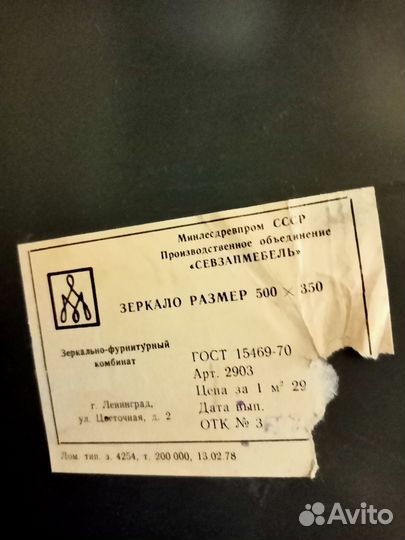 Минлесдревпром СССР
Производственное объединение
«СЕВЗАПМЕБЕЛЬ»
ЗЕРКАЛО РАЗМЕР 500 × 350
Зеркально-фурнитурный
комбинат
г. Ленинград,
ул. Цветочная, д. 2
ГОСТ 15469-70
Арт. 2903
Цена за 1 м² 29
Дата вып.
ОТК № 3
Лом. тип. з. 4254, т. 200 000, 13.02.78
Avito